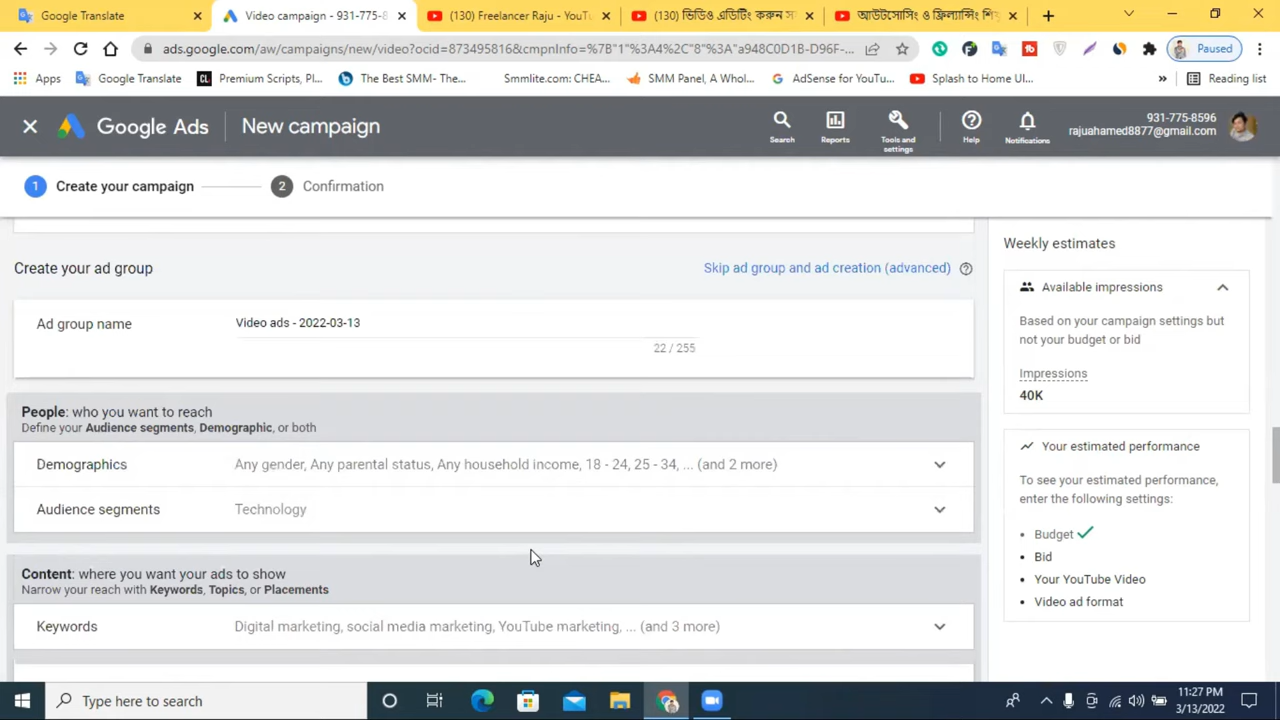 Google Translate
Video campaign - 931-775-8
(130) Freelancer Raju - YouT
(130) ভিডিও এডিটিং করুন স
আউটসোসিং ও ফ্রিল্যান্সিং শি
ads.google.com/aw/campaigns/new/video?ocid=873495816&cmpnInfo=%7B"1"%3A4%2C"8"%3A"a948C0D1B-D96F-...
Paused
Apps
Google Translate
Premium Scripts, Pl...
The Best SMM- The...
Smmlite.com: CHEA...
SMM Panel, A Whol...
AdSense for YouTu...
Splash to Home UI...
»
Reading list
Google Ads
New campaign
Search
Reports
Tools and
settings
Help
Notifications
931-775-8596
rajuahamed8877@gmail.com
1 Create your campaign
2 Confirmation
Create your ad group
Skip ad group and ad creation (advanced)
Ad group name
Video ads - 2022-03-13
22 / 255
People: who you want to reach
Define your Audience segments, Demographic, or both
Demographics
Any gender, Any parental status, Any household income, 18 - 24, 25 - 34, ... (and 2 more)
Audience segments
Technology
Content: where you want your ads to show
Narrow your reach with Keywords, Topics, or Placements
Keywords
Digital marketing, social media marketing, YouTube marketing, ... (and 3 more)
Weekly estimates
Available impressions
Based on your campaign settings but
not your budget or bid
Impressions
40K
Your estimated performance
To see your estimated performance,
enter the following settings:
• Budget
• Bid
• Your YouTube Video
• Video ad format
Type here to search
11:27 PM
3/13/2022